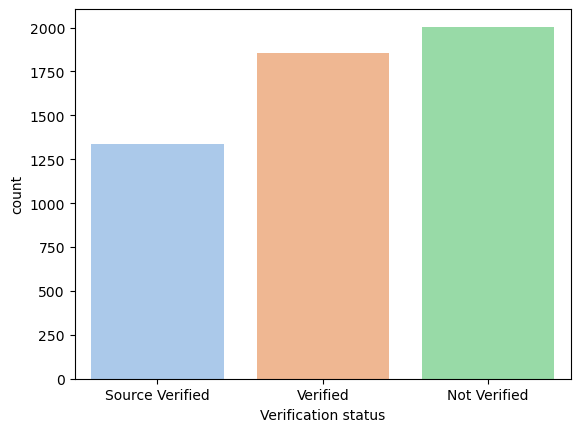 2000
1750
1500
1250
1000
750
500
250
0
count
Source Verified
Verified
Not Verified
Verification status